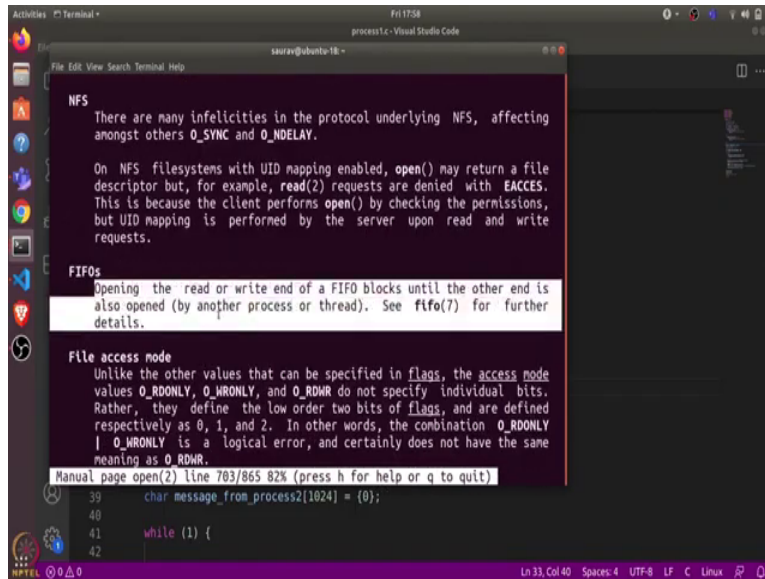 Activities Terminal Fri 17:58
process1.c - Visual Studio Code
saurav@ubuntu-18: ~
File Edit View Search Terminal Help
NFS
There are many infelicities in the protocol underlying NFS, affecting
amongst others O_SYNC and O_NDELAY.
On NFS filesystems with UID mapping enabled, open() may return a file
descriptor but, for example, read(2) requests are denied with EACCES.
This is because the client performs open() by checking the permissions,
but UID mapping is performed by the server upon read and write
requests.
FIFOs
Opening the read or write end of a FIFO blocks until the other end is
also opened (by another process or thread). See fifo(7) for further
details.
File access mode
Unlike the other values that can be specified in flags, the access mode
values O_RDONLY, O_WRONLY, and O_RDWR do not specify individual bits.
Rather, they define the low order two bits of flags, and are defined
respectively as 0, 1, and 2. In other words, the combination O_RDONLY
| O_WRONLY is a logical error, and certainly does not have the same
meaning as O_RDWR.
Manual page open(2) line 703/865 82% (press h for help or q to quit)
39 char message_from_process2[1024] = {0};
40
41 while (1) {
42
NPTEL 0 0 Ln 33, Col 40 Spaces: 4 UTF-8 LF C Linux